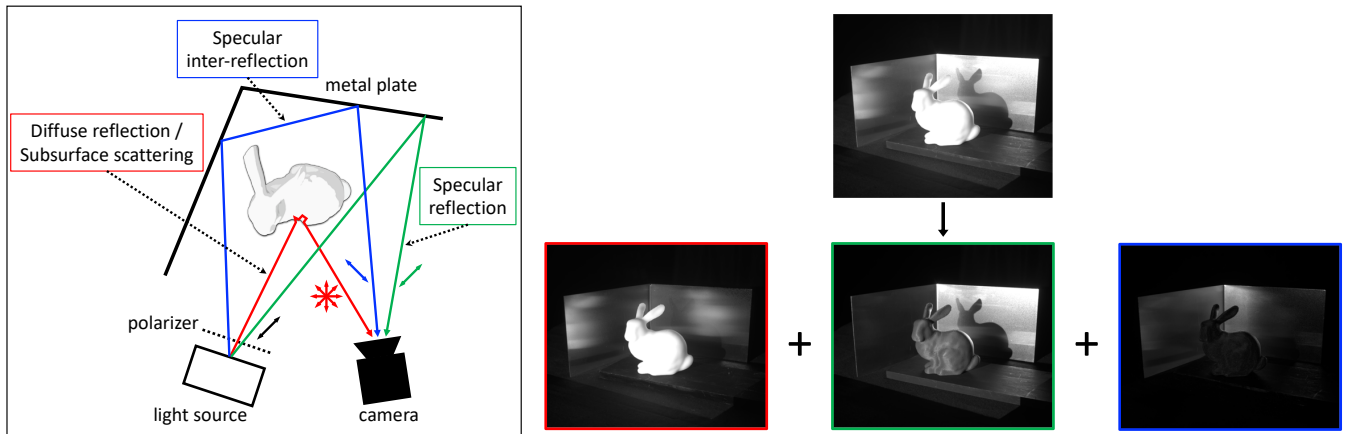 Specular
inter-reflection
metal plate
Diffuse reflection /
Subsurface scattering
Specular
reflection
polarizer
light source
camera
+
+